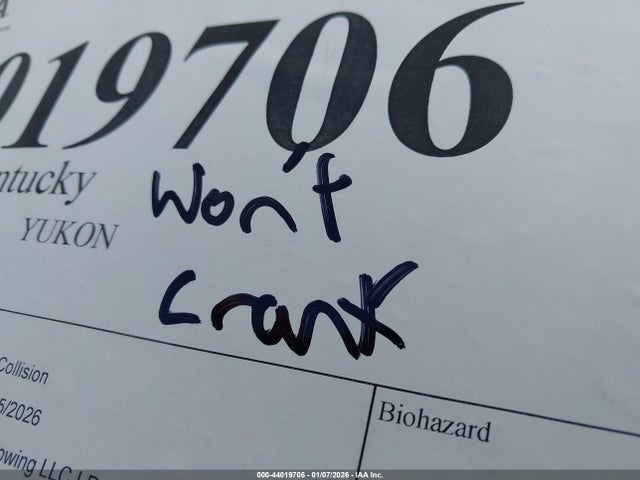 019706
ntucky
YUKON
Won't
crank
Collision
5/2026
Biohazard
owing LLC
000-44019706 - 01/07/2026 - IAA Inc.